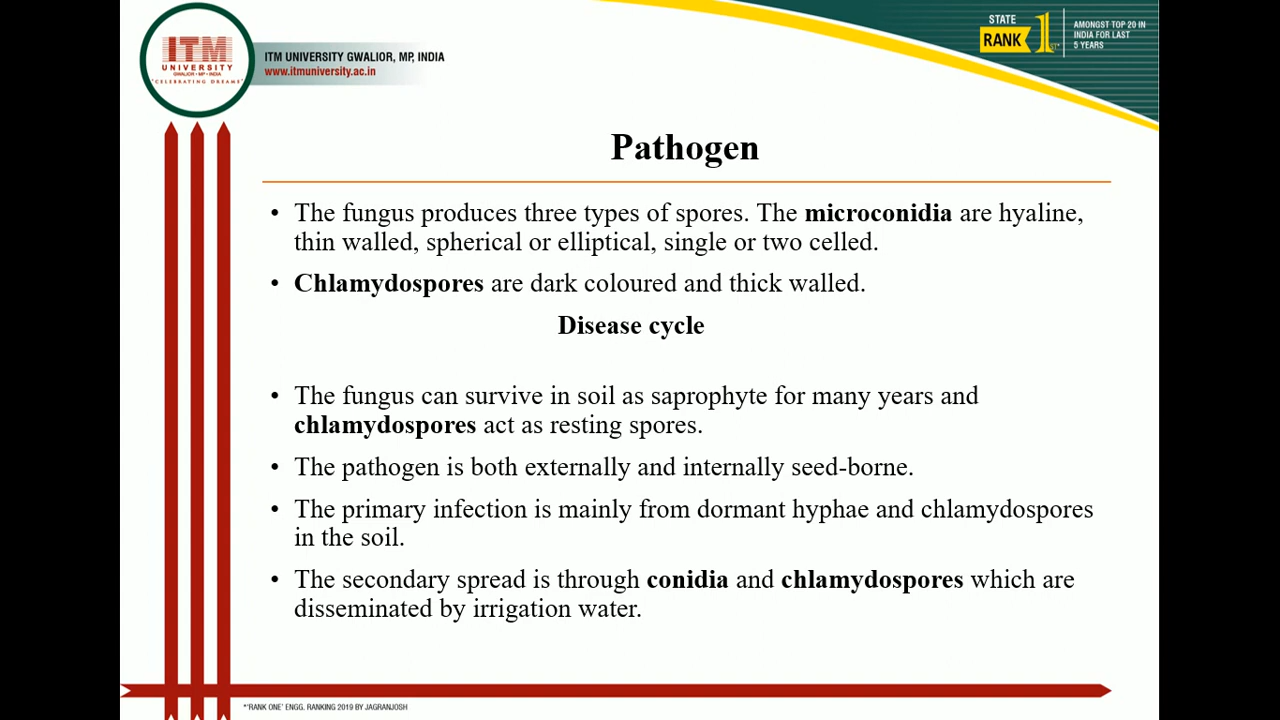 ITM
UNIVERSITY
GWALIOR • MP • INDIA
"CELEBRATING DREAMS"
ITM UNIVERSITY GWALIOR, MP, INDIA
www.itmuniversity.ac.in
STATE
RANK 1ST*
AMONGST TOP 20 IN
INDIA FOR LAST
5 YEARS
Pathogen
• The fungus produces three types of spores. The microconidia are hyaline,
thin walled, spherical or elliptical, single or two celled.
• Chlamydospores are dark coloured and thick walled.
Disease cycle
• The fungus can survive in soil as saprophyte for many years and
chlamydospores act as resting spores.
• The pathogen is both externally and internally seed-borne.
• The primary infection is mainly from dormant hyphae and chlamydospores
in the soil.
• The secondary spread is through conidia and chlamydospores which are
disseminated by irrigation water.
*'RANK ONE' ENGG. RANKING 2019 BY JAGRANJOSH